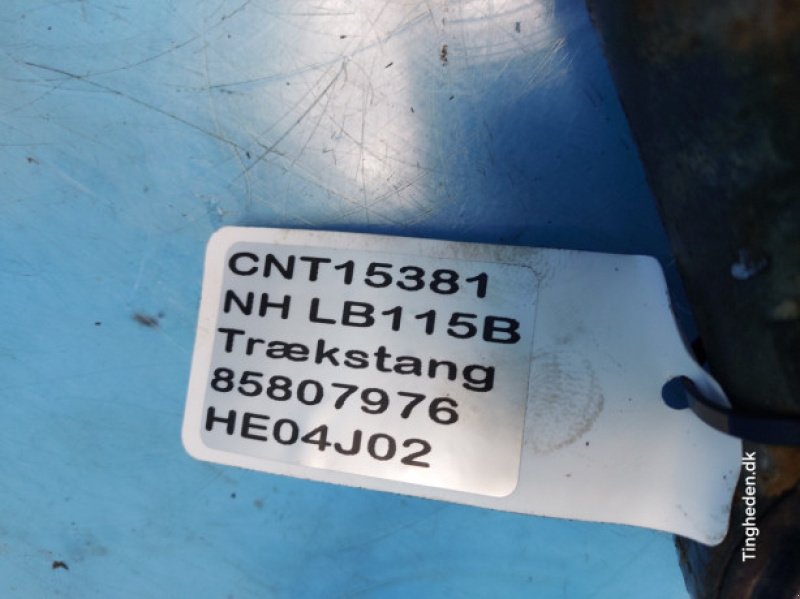 CNT15381
NH LB115B
Trækstang
85807976
HE04J02
Tingheden.dk